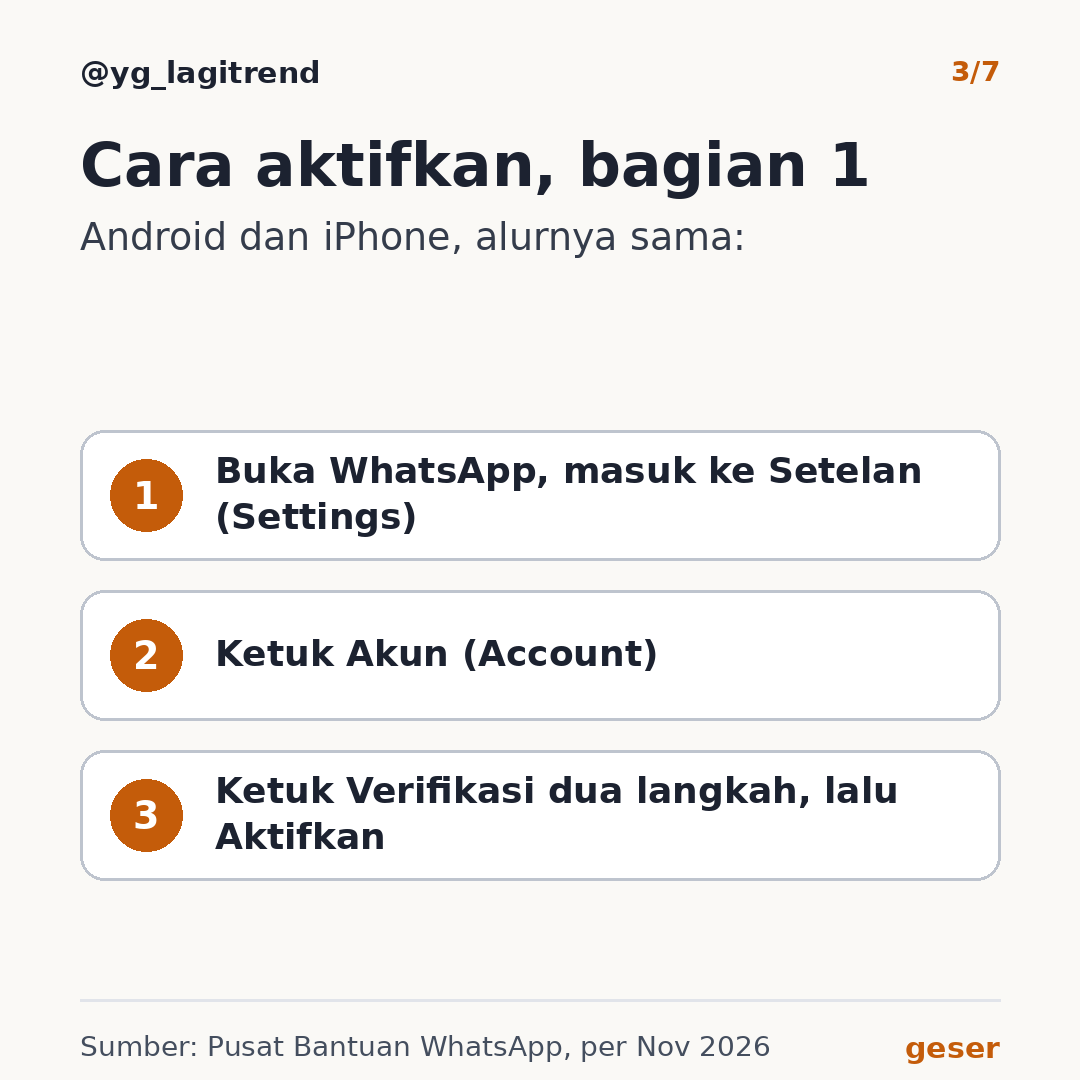 @yg_lagitrend
3/7
Cara aktifkan, bagian 1
Android dan iPhone, alurnya sama:
1
Buka WhatsApp, masuk ke Setelan
(Settings)
2
Ketuk Akun (Account)
3
Ketuk Verifikasi dua langkah, lalu
Aktifkan
Sumber: Pusat Bantuan WhatsApp, per Nov 2026
geser